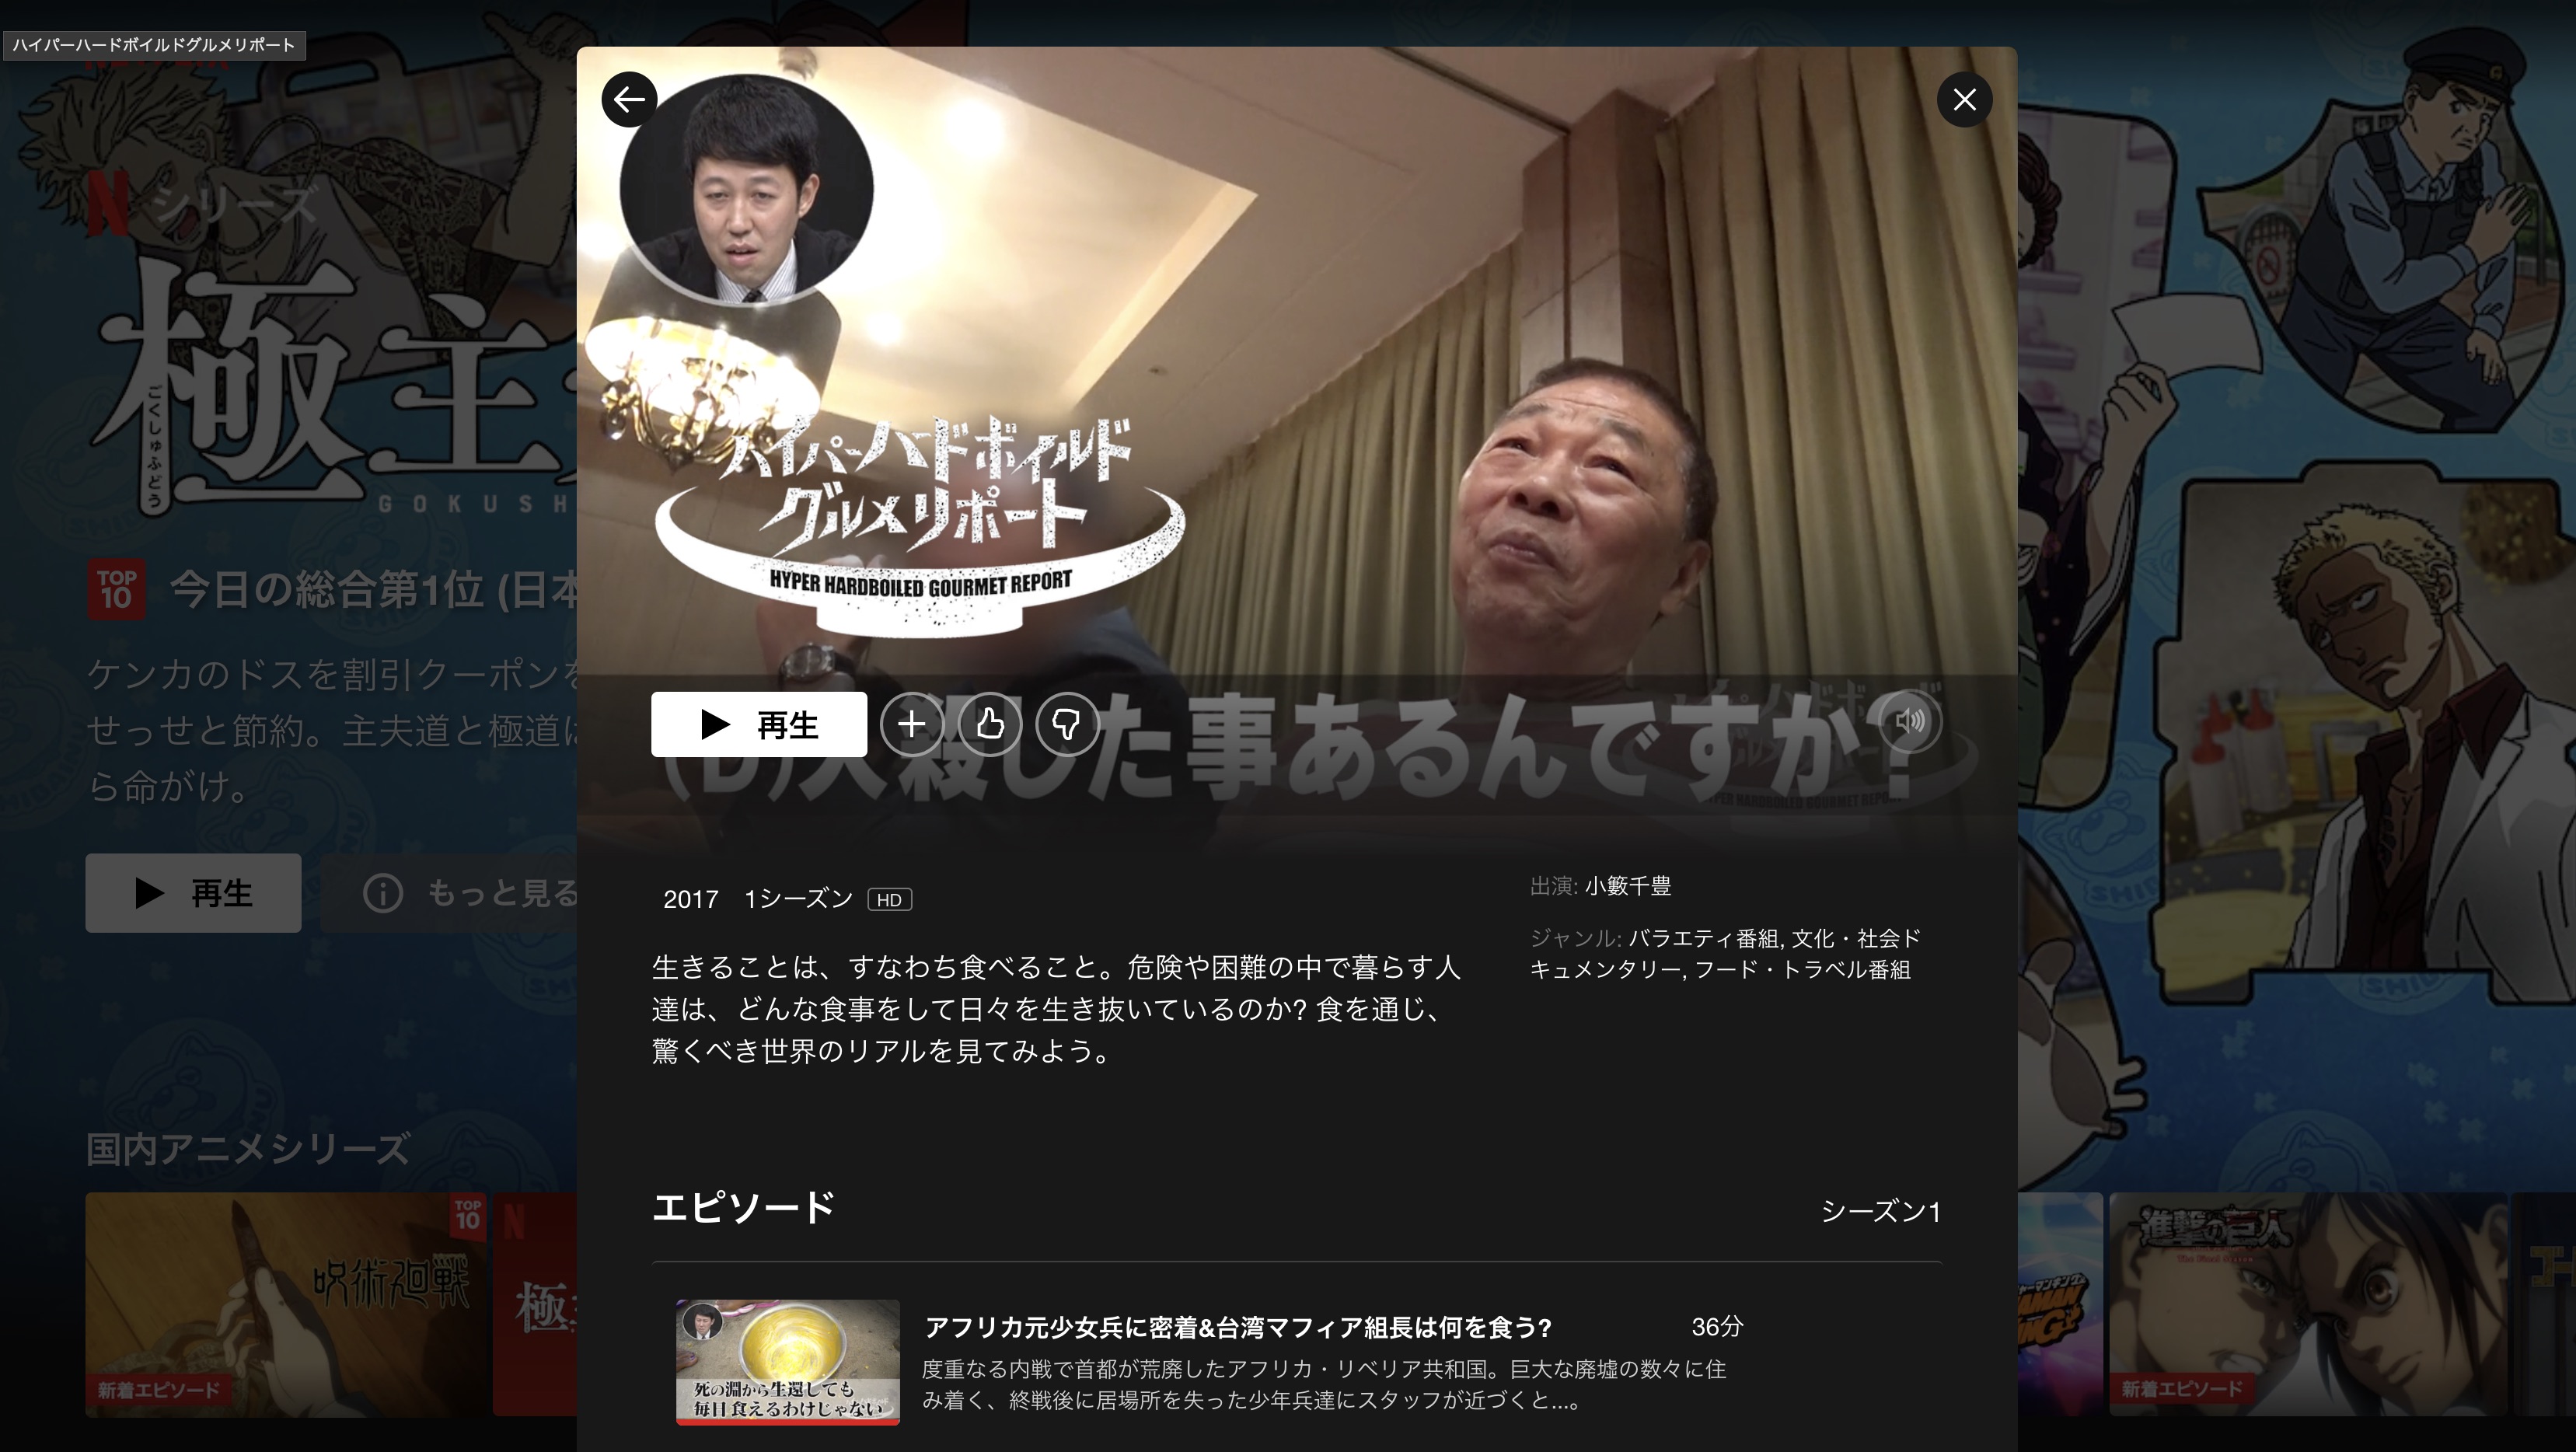 ハイパーハードボイルドグルメリポート
N シリーズ
極主
ごくしゅふどう
GOKUSH
TOP
10
今日の総合第1位 (日本
ケンカのドスを割引クーポンを
せっせと節約。主夫道と極道は
ら命がけ。
再生
もっと見る
国内アニメシリーズ
TOP
10
呪術廻戦
新着エピソード
N
極
ハイパーハードボイルド
グルメリポート
HYPER HARDBOILED GOURMET REPORT
再生
(D)人殺した事あるんですか?
2017 1シーズン HD
生きることは、すなわち食べること。危険や困難の中で暮らす人
達は、どんな食事をして日々を生き抜いているのか? 食を通じ、
驚くべき世界のリアルを見てみよう。
出演: 小籔千豊
ジャンル: バラエティ番組, 文化・社会ド
キュメンタリー, フード・トラベル番組
エピソード
シーズン1
死の淵から生還しても
毎日食えるわけじゃない
アフリカ元少女兵に密着&台湾マフィア組長は何を食う?
36分
度重なる内戦で首都が荒廃したアフリカ・リベリア共和国。巨大な廃墟の数々に住
み着く、終戦後に居場所を失った少年兵達にスタッフが近づくと...。
進撃の巨人
The Final Season
新着エピソード